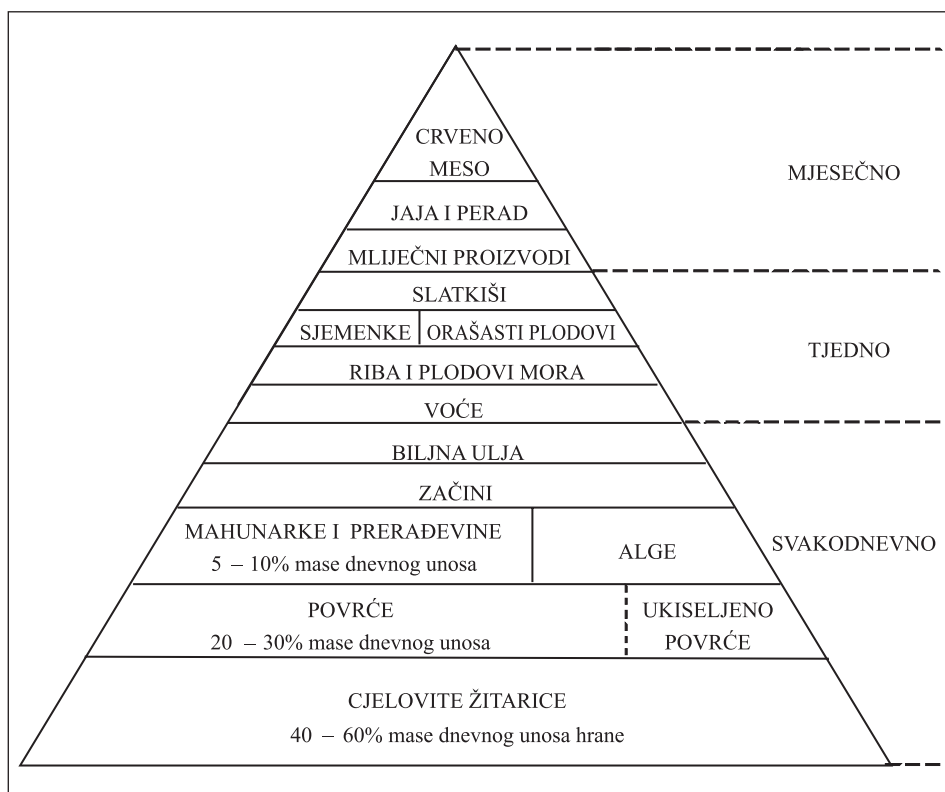 CRVENO
MESO
MJESEČNO
JAJA I PERAD
MLIJEČNI PROIZVODI
SLATKIŠI
SJEMENKE
ORAŠASTI PLODOVI
TJEDNO
RIBA I PLODOVI MORA
VOĆE
BILJNA ULJA
ZAČINI
MAHUNARKE I PRERAĐEVINE
5 – 10% mase dnevnog unosa
ALGE
SVAKODNEVNO
POVRĆE
20 – 30% mase dnevnog unosa
UKISELJENO
POVRĆE
CJELOVITE ŽITARICE
40 – 60% mase dnevnog unosa hrane